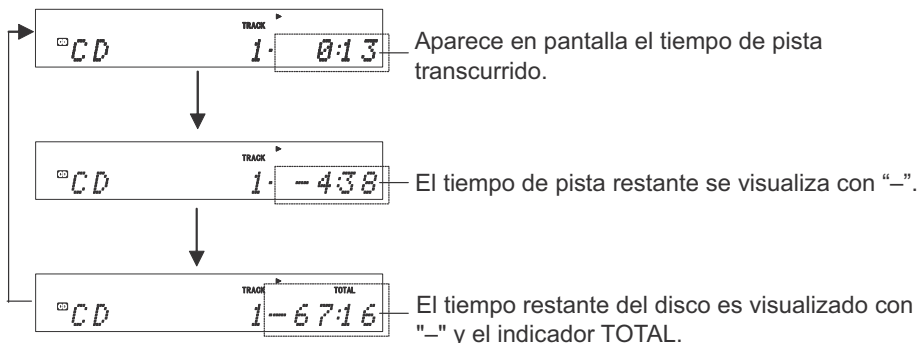 TRACK
CD 1· 0:13
Aparece en pantalla el tiempo de pista
transcurrido.
TRACK
CD 1· -4:38
El tiempo de pista restante se visualiza con “–”.
TRACK TOTAL
CD 1-67:16
El tiempo restante del disco es visualizado con
"–" y el indicador TOTAL.